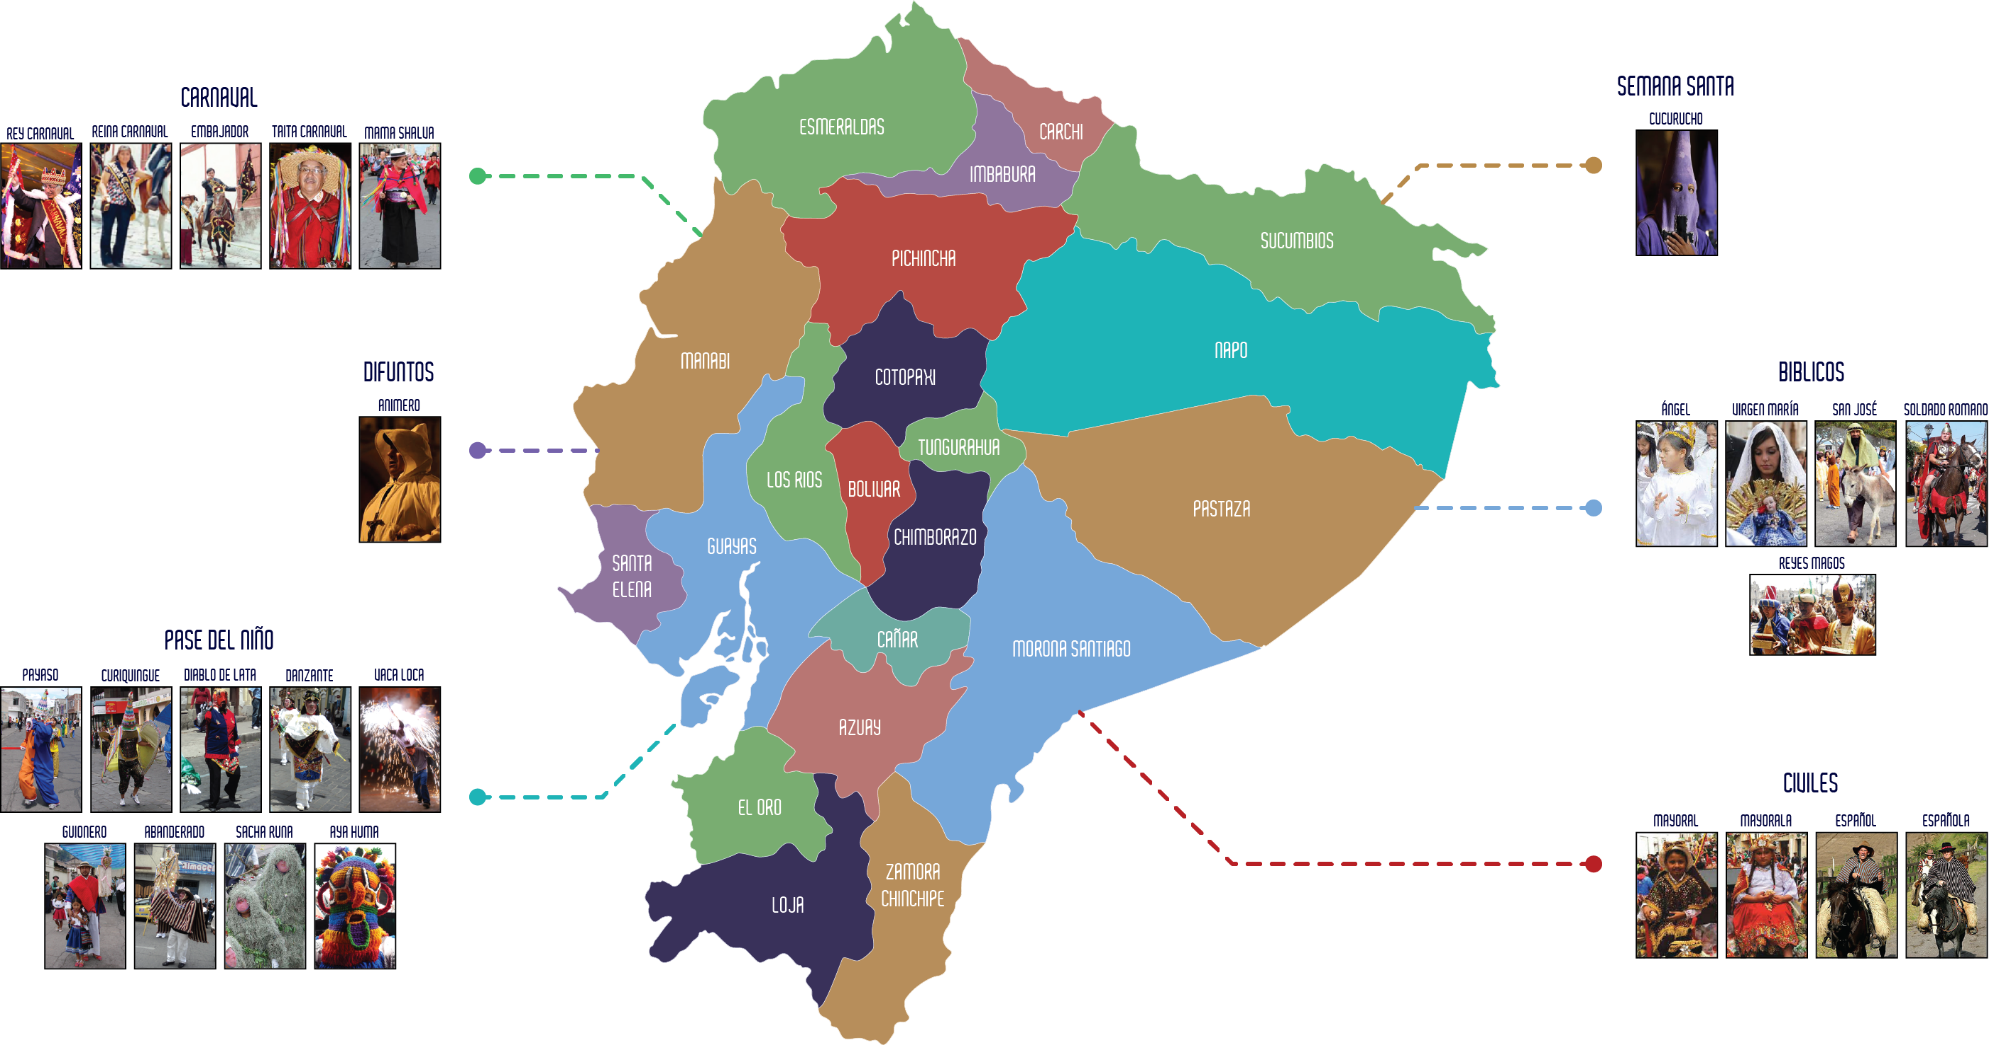 CARNAVAL
REY CARNAVAL
REINA CARNAVAL
EMBAJADOR
TAITA CARNAVAL
MAMA SHALVA
DIFUNTOS
ANIMERO
PASE DEL NIÑO
PAYASO
CURIQUINGUE
DIABLO DE LATA
DANZANTE
VACA LOCA
GUIONERO
ABANDERADO
SACHA RUNA
AYA HUMA
ESMERALDAS
CARCHI
IMBABURA
PICHINCHA
SUCUMBIOS
MANABI
COTOPAXI
NAPO
TUNGURAHUA
LOS RIOS
BOLIVAR
PASTAZA
CHIMBORAZO
GUAYAS
SANTA
ELENA
CAÑAR
MORONA SANTIAGO
AZUAY
EL ORO
ZAMORA
CHINCHIPE
LOJA
SEMANA SANTA
CUCURUCHO
BIBLICOS
ÁNGEL
VIRGEN MARÍA
SAN JOSÉ
SOLDADO ROMANO
REYES MAGOS
CIVILES
MAYORAL
MAYORALA
ESPAÑOL
ESPAÑOLA